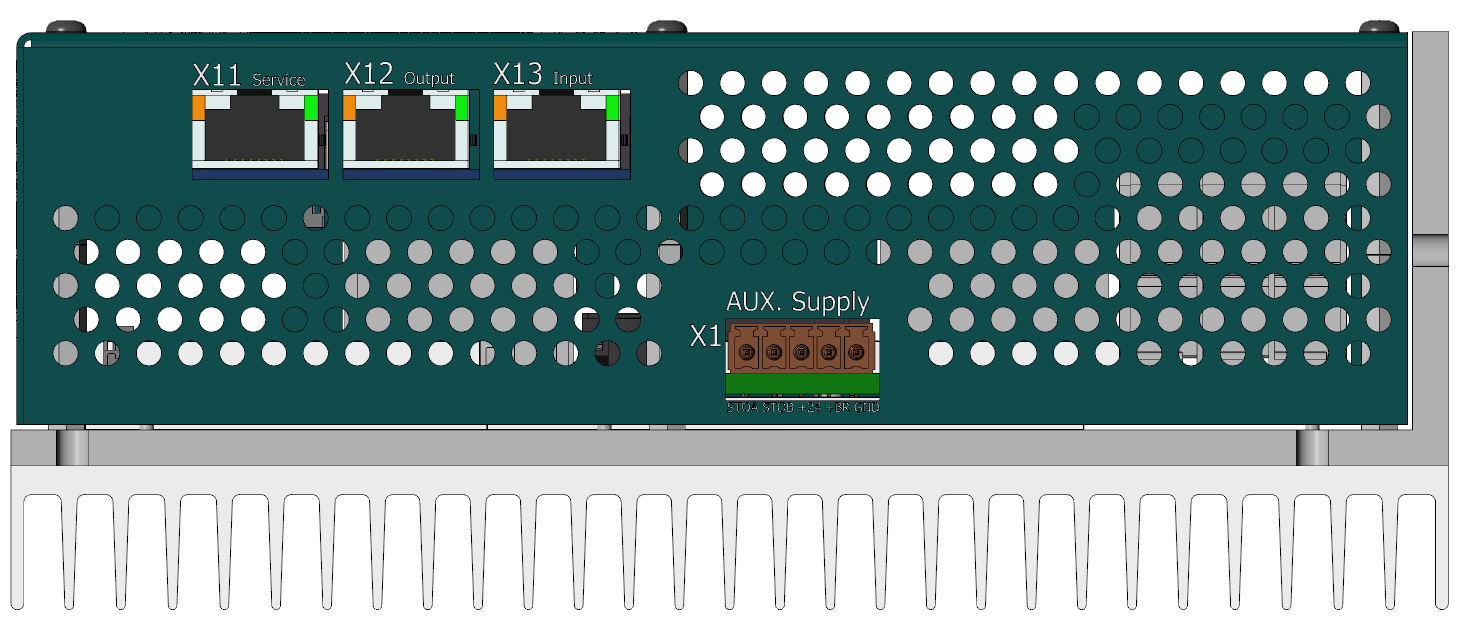 X11 Service X12 Output X13 Input
AUX. Supply
X1
STOA STOB +24 +BR GND